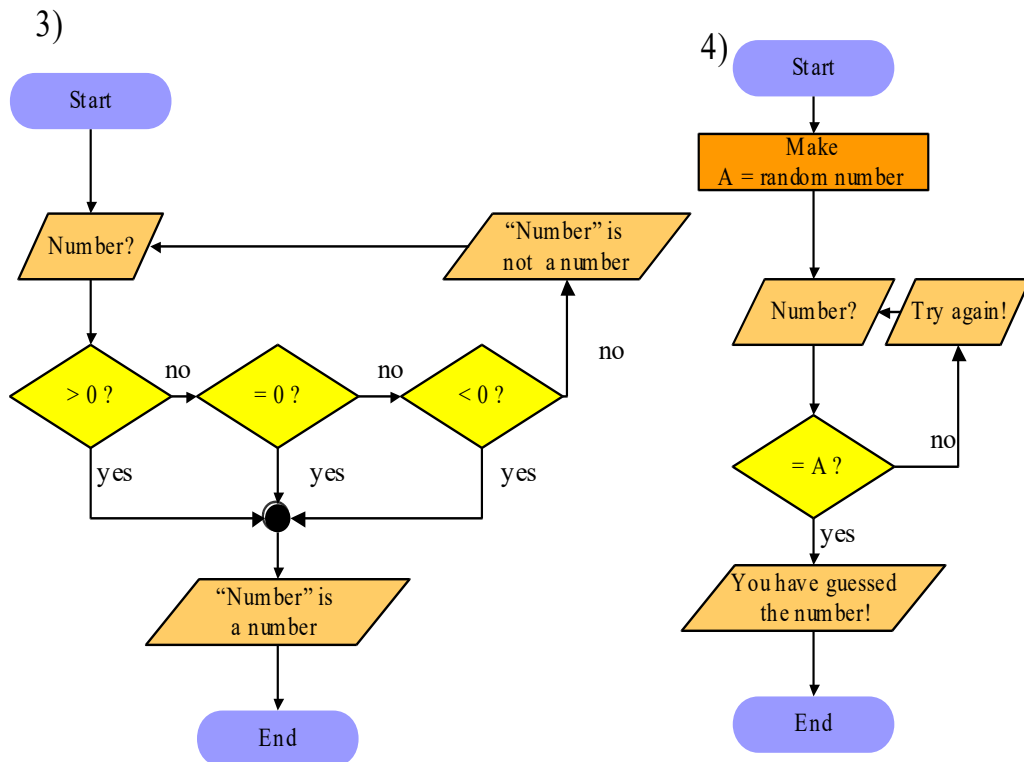 3)
Start
Number?
“Number” is
not a number
> 0 ?
no
= 0 ?
no
< 0 ?
no
yes
yes
yes
“Number” is
a number
End
4)
Start
Make
A = random number
Number?
Try again!
= A ?
no
yes
You have guessed
the number!
End